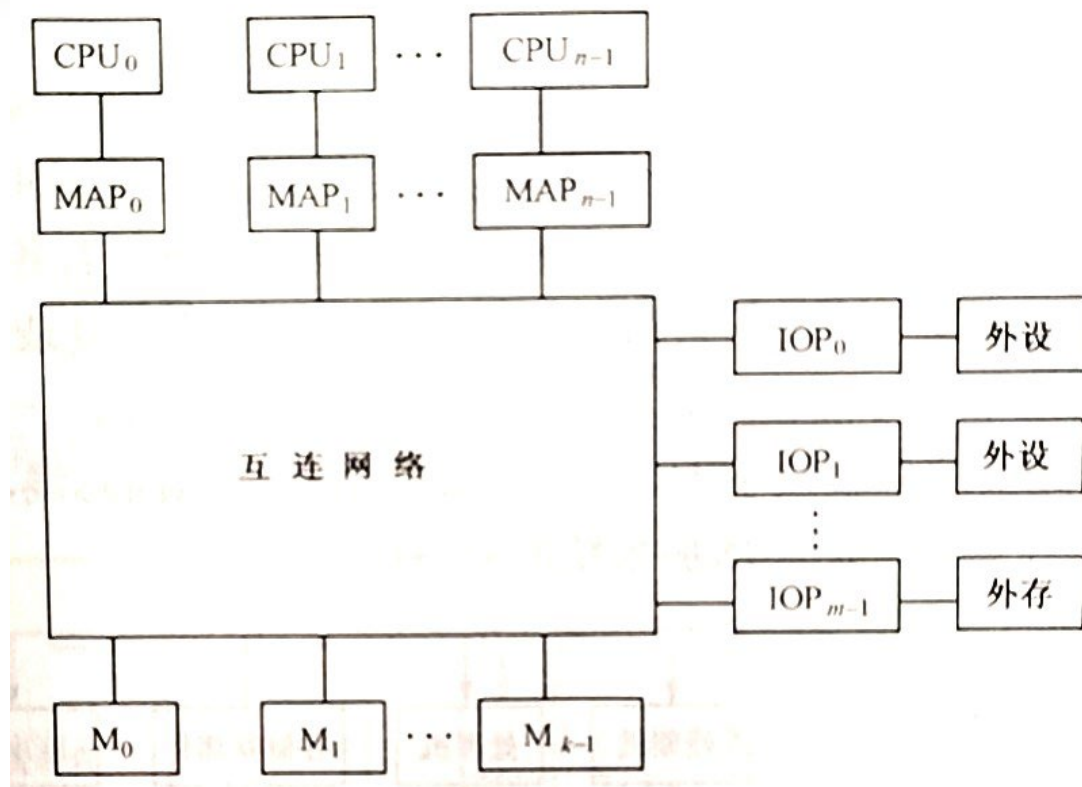 CPU₀ CPU₁ ··· CPUₙ₋₁
MAP₀ MAP₁ ··· MAPₙ₋₁
IOP₀ 外设
互连网络 IOP₁ 外设
⋮
IOPₘ₋₁ 外存
M₀ M₁ ··· Mₖ₋₁